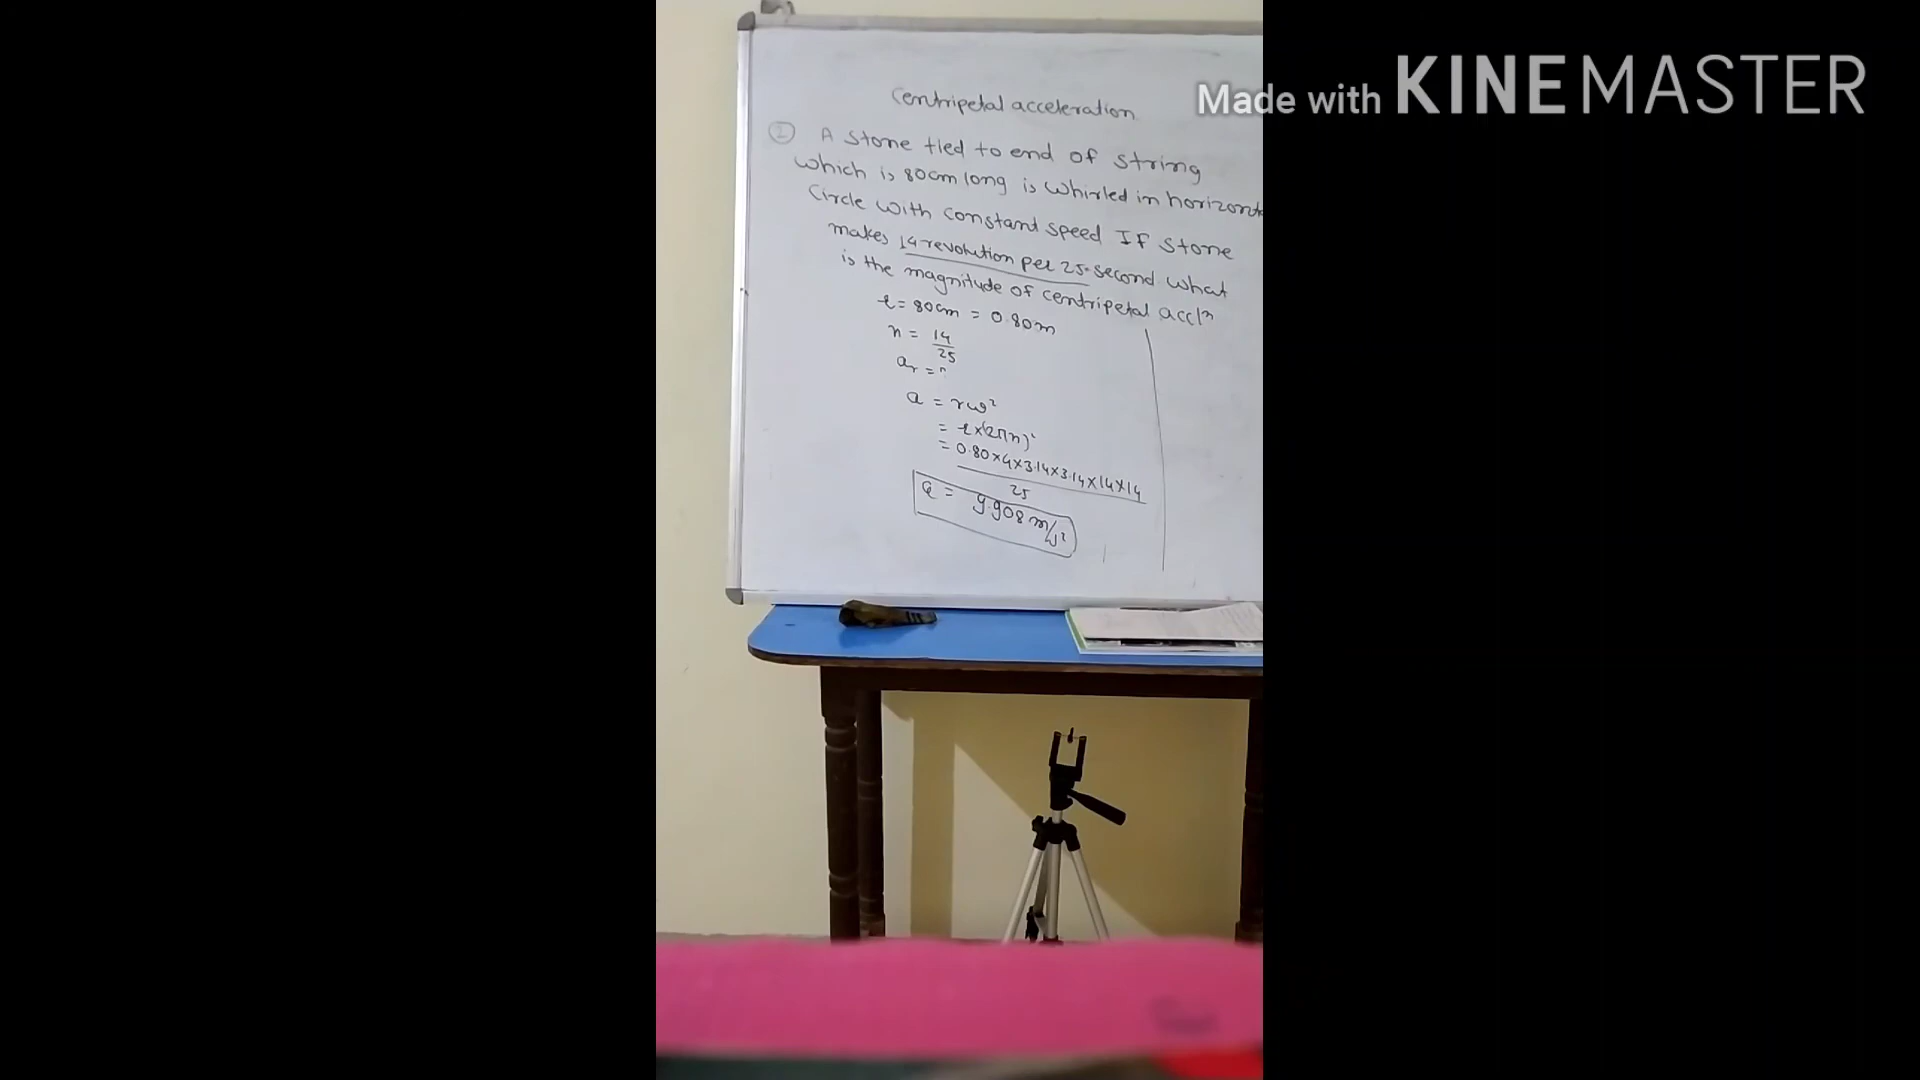 Made with KINEMASTER
Centripetal acceleration
① A stone tied to end of string
which is 80cm long is whirled in horizont
Circle with constant speed IF stone
makes 14 revolution per 25 second what
is the magnitude of centripetal accln
r = 80cm = 0.80m
n = 14
25
ar = ?
a = rω²
= r×(2πn)²
= 0.80×4×3.14×3.14×14×14
25
a = 9.908 m/s²